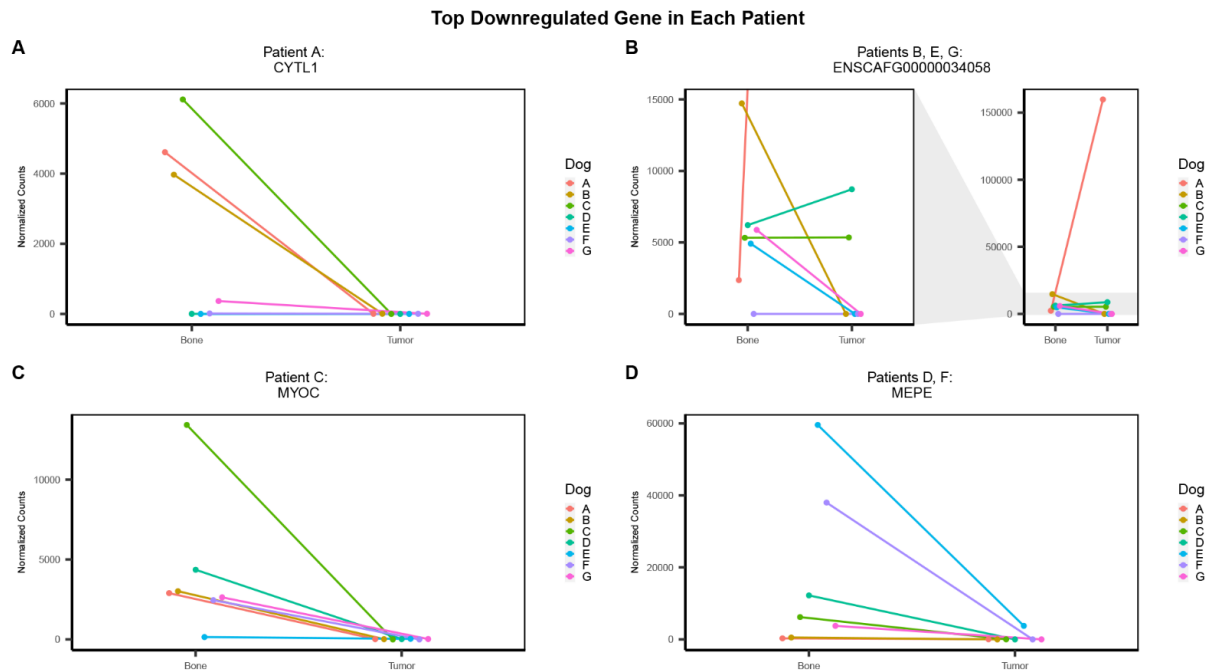 Top Downregulated Gene in Each Patient
A
Patient A:
CYTL1
6000
4000
2000
0
Normalized Counts
Bone
Tumor
Dog
A
B
C
D
E
F
G
B
Patients B, E, G:
ENSCAFG00000034058
15000
10000
5000
0
Normalized Counts
Bone
Tumor
150000
100000
50000
0
Bone
Tumor
Dog
A
B
C
D
E
F
G
C
Patient C:
MYOC
10000
5000
0
Normalized Counts
Bone
Tumor
Dog
A
B
C
D
E
F
G
D
Patients D, F:
MEPE
60000
40000
20000
0
Normalized Counts
Bone
Tumor
Dog
A
B
C
D
E
F
G